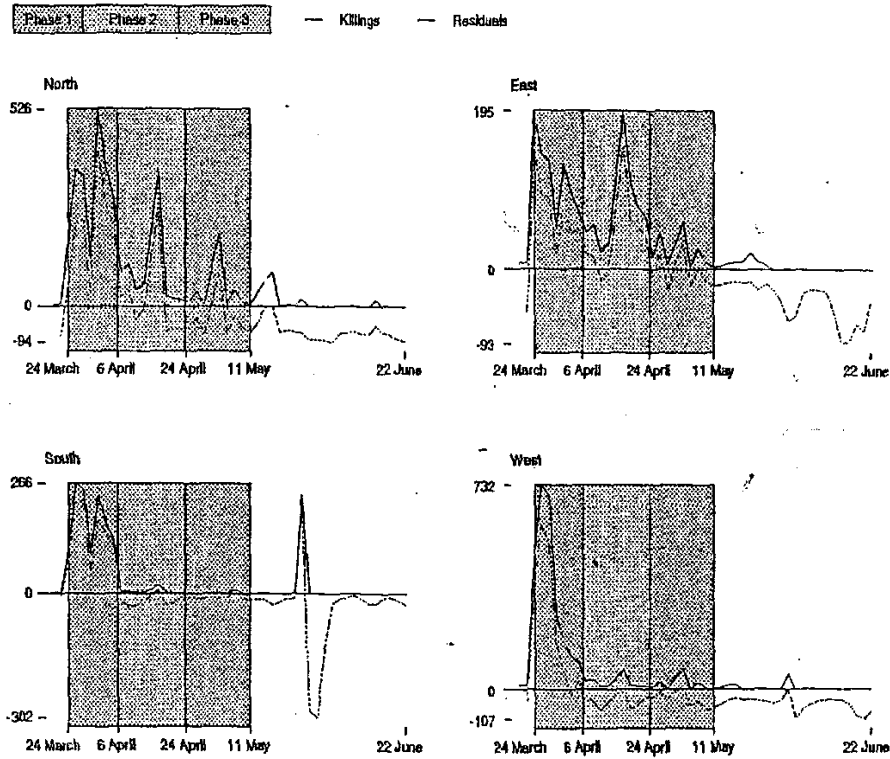 Phase 1 Phase 2 Phase 3 — Killings — Residuals
North
526
0
-94
24 March 6 April 24 April 11 May 22 June
East
195
0
-93
24 March 6 April 24 April 11 May 22 June
South
266
0
-302
24 March 6 April 24 April 11 May 22 June
West
732
0
-107
24 March 6 April 24 April 11 May 22 June